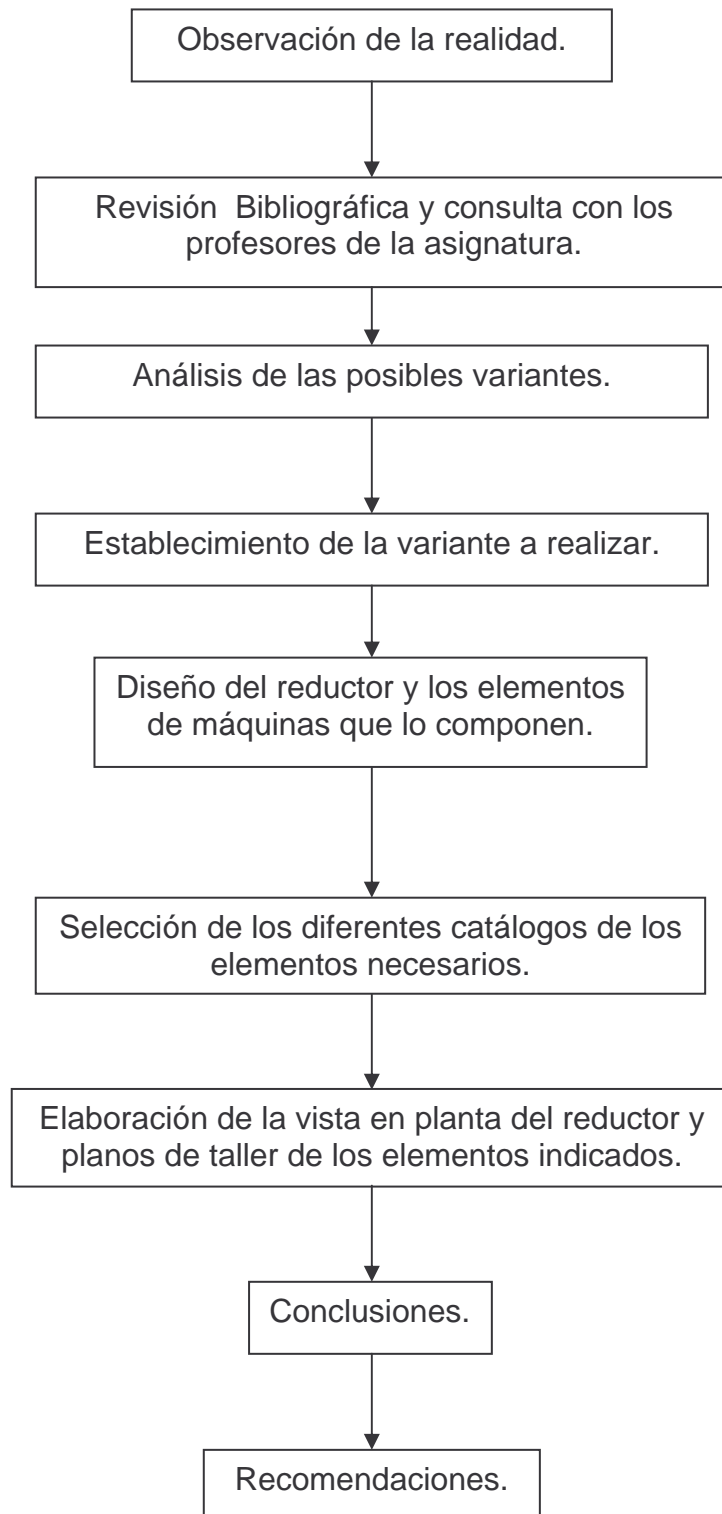 Observación de la realidad.
Revisión  Bibliográfica y consulta con los
profesores de la asignatura.
Análisis de las posibles variantes.
Establecimiento de la variante a realizar.
Diseño del reductor y los elementos
de máquinas que lo componen.
Selección de los diferentes catálogos de los
elementos necesarios.
Elaboración de la vista en planta del reductor y
planos de taller de los elementos indicados.
Conclusiones.
Recomendaciones.